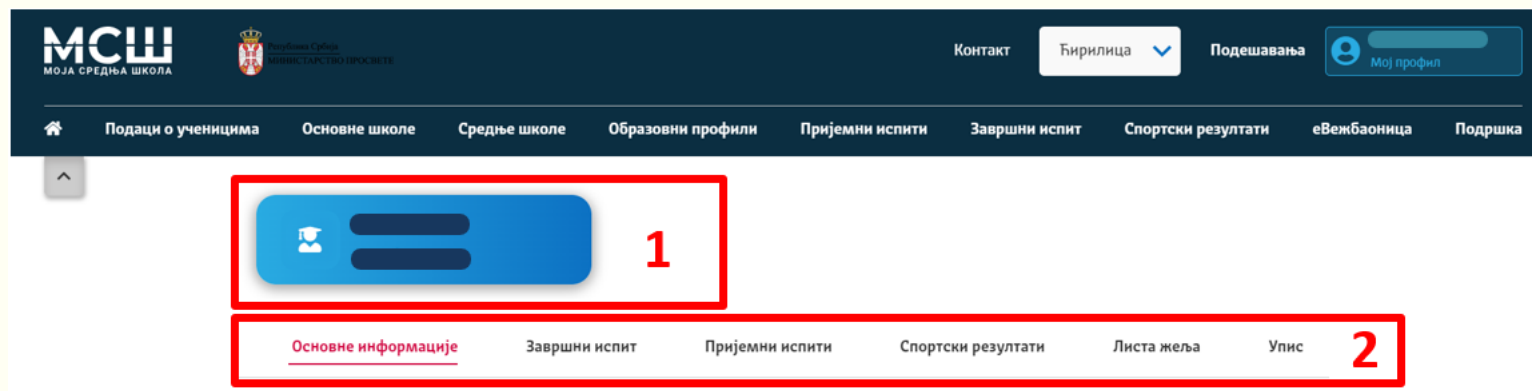 МСШ
МОЈА СРЕДЊА ШКОЛА
Република Србија
МИНИСТАРСТВО ПРОСВЕТЕ
Контакт
Ћирилица
Подешавања
Мој профил
Подаци о ученицима
Основне школе
Средње школе
Образовни профили
Пријемни испити
Завршни испит
Спортски резултати
еВежбаоница
Подршка
1
Основне информације
Завршни испит
Пријемни испити
Спортски резултати
Листа жеља
Упис
2